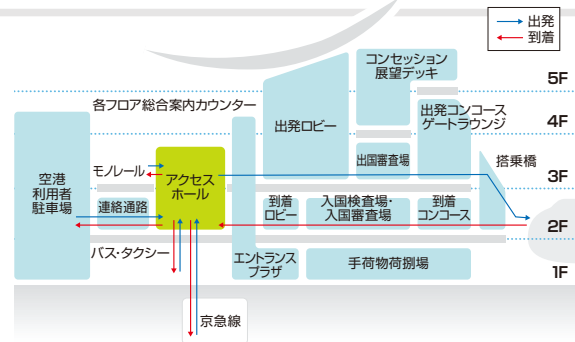 出発
到着
コンセッション
展望デッキ
5F
各フロア総合案内カウンター
出発ロビー
出発コンコース
ゲートラウンジ
4F
モノレール
アクセス
ホール
出国審査場
搭乗橋
3F
空港
利用者
駐車場
連絡通路
到着
ロビー
入国検査場・
入国審査場
到着
コンコース
2F
バス・タクシー
エントランス
プラザ
手荷物荷捌場
1F
京急線